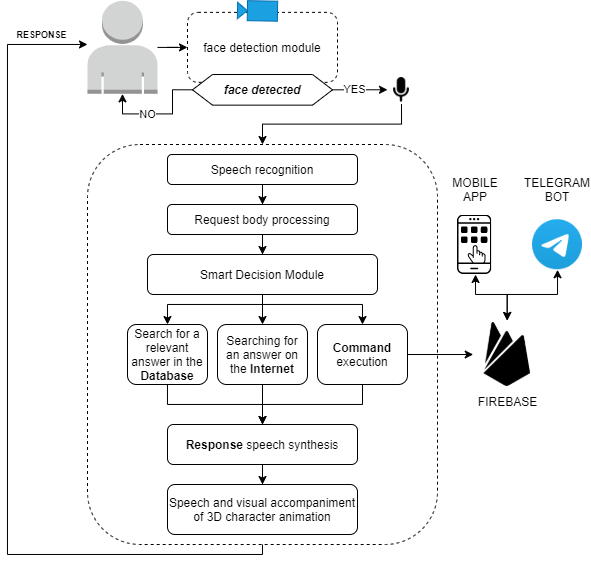 RESPONSE
face detection module
face detected
YES
NO
Speech recognition
Request body processing
Smart Decision Module
Search for a
relevant
answer in the
Database
Searching for
an answer on
the Internet
Command
execution
Response speech synthesis
Speech and visual accompaniment
of 3D character animation
MOBILE
APP
TELEGRAM
BOT
FIREBASE